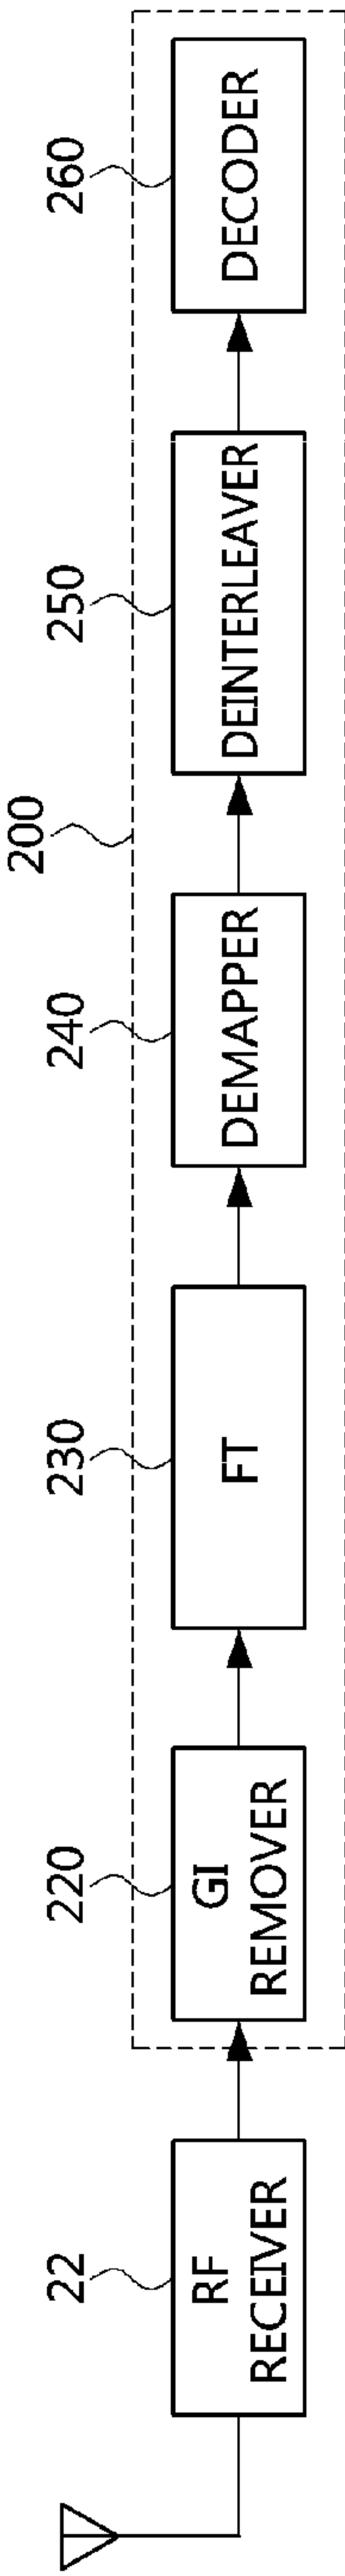 200
22
220
230
240
250
260
RF
RECEIVER
GI
REMOVER
FT
DEMAPPER
DEINTERLEAVER
DECODER